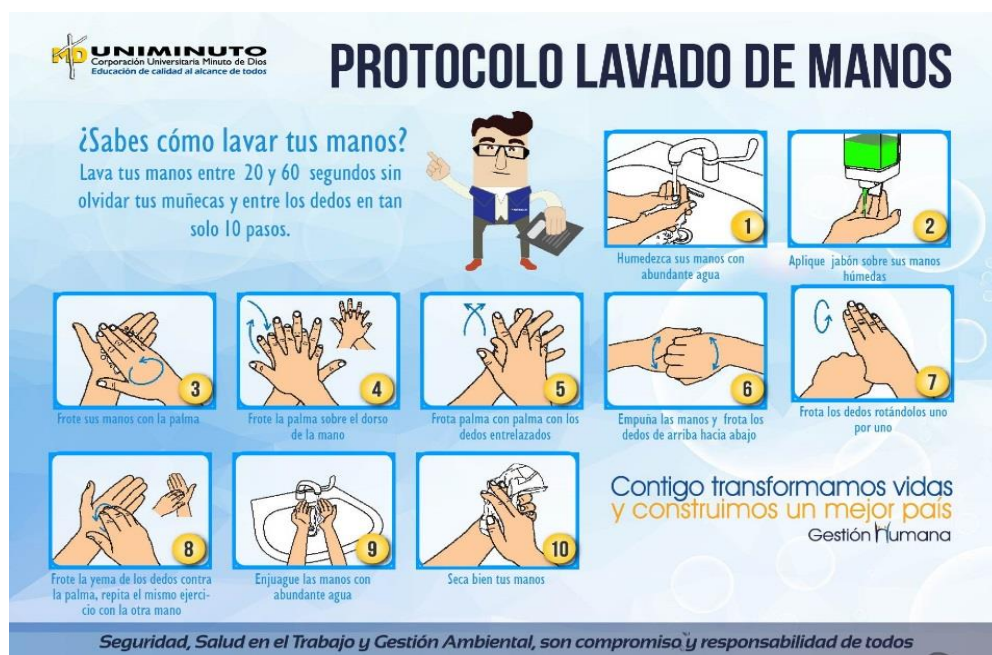 UNIMINUTO
Corporación Universitaria Minuto de Dios
Educación de calidad al alcance de todos
PROTOCOLO LAVADO DE MANOS
¿Sabes cómo lavar tus manos?
Lava tus manos entre 20 y 60 segundos sin
olvidar tus muñecas y entre los dedos en tan
solo 10 pasos.
1
Humedezca sus manos con
abundante agua
2
Aplique jabón sobre sus manos
húmedas
3
Frote sus manos con la palma
4
Frote la palma sobre el dorso
de la mano
5
Frota palma con palma con los
dedos entrelazados
6
Empuña las manos y frota los
dedos de arriba hacia abajo
7
Frota los dedos rotándolos uno
por uno
8
Frote la yema de los dedos contra
la palma, repita el mismo ejerci-
cio con la otra mano
9
Enjuague las manos con
abundante agua
10
Seca bien tus manos
Contigo transformamos vidas
y construimos un mejor país
Gestión Humana
Seguridad, Salud en el Trabajo y Gestión Ambiental, son compromiso y responsabilidad de todos